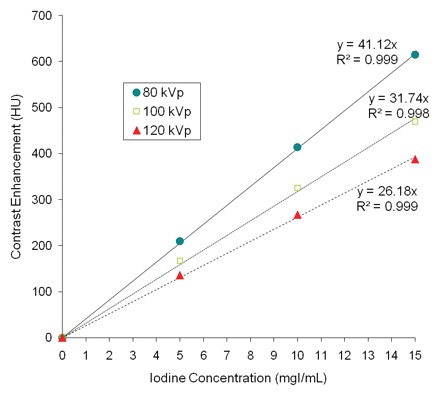 700
600
500
400
300
200
100
0
Contrast Enhancement (HU)
80 kVp
100 kVp
120 kVp
y = 41.12x
R² = 0.999
y = 31.74x
R² = 0.998
y = 26.18x
R² = 0.999
0 1 2 3 4 5 6 7 8 9 10 11 12 13 14 15
Iodine Concentration (mgI/mL)